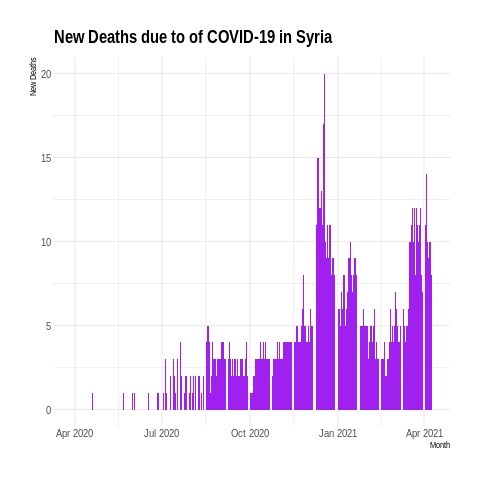 New Deaths due to of COVID-19 in Syria
New Deaths
20
15
10
5
0
Apr 2020 Jul 2020 Oct 2020 Jan 2021 Apr 2021
Month